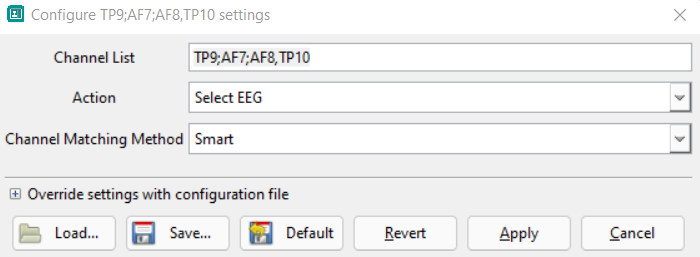 Configure TP9;AF7;AF8,TP10 settings
Channel List TP9;AF7;AF8,TP10
Action Select EEG
Channel Matching Method Smart
Override settings with configuration file
Load... Save... Default Revert Apply Cancel